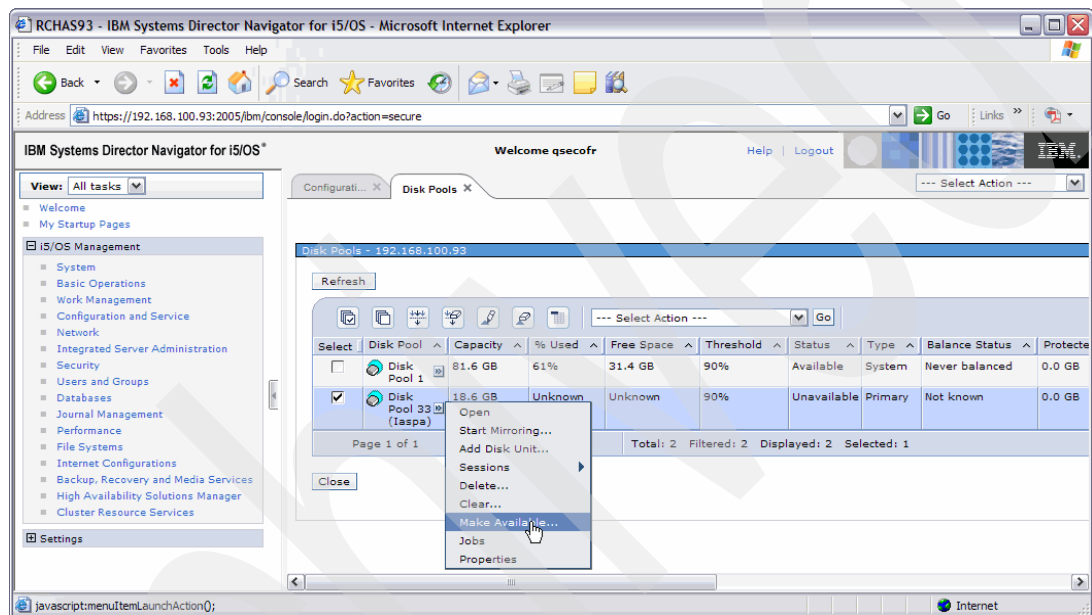 RCHAS93 - IBM Systems Director Navigator for i5/OS - Microsoft Internet Explorer
File Edit View Favorites Tools Help
Back Search Favorites
Address https://192.168.100.93:2005/ibm/console/login.do?action=secure Go Links »
IBM Systems Director Navigator for i5/OS® Welcome qsecofr Help | Logout IBM.
View: All tasks Configurati... X Disk Pools X --- Select Action ---
Welcome
My Startup Pages
i5/OS Management
Disk Pools - 192.168.100.93
System
Basic Operations
Work Management
Configuration and Service
Network
Integrated Server Administration
Security
Users and Groups
Databases
Journal Management
Performance
File Systems
Internet Configurations
Backup, Recovery and Media Services
High Availability Solutions Manager
Cluster Resource Services
Settings
Refresh
--- Select Action --- Go
Select Disk Pool Capacity % Used Free Space Threshold Status Type Balance Status Protecte
Disk Pool 1 81.6 GB 61% 31.4 GB 90% Available System Never balanced 0.0 GB
Disk Pool 33 (Iaspa) 18.6 GB Unknown Unknown 90% Unavailable Primary Not known 0.0 GB
Page 1 of 1 Total: 2 Filtered: 2 Displayed: 2 Selected: 1
Open
Start Mirroring...
Add Disk Unit...
Sessions
Delete...
Clear...
Make Available...
Jobs
Properties
Close
javascript:menuItemLaunchAction(); Internet